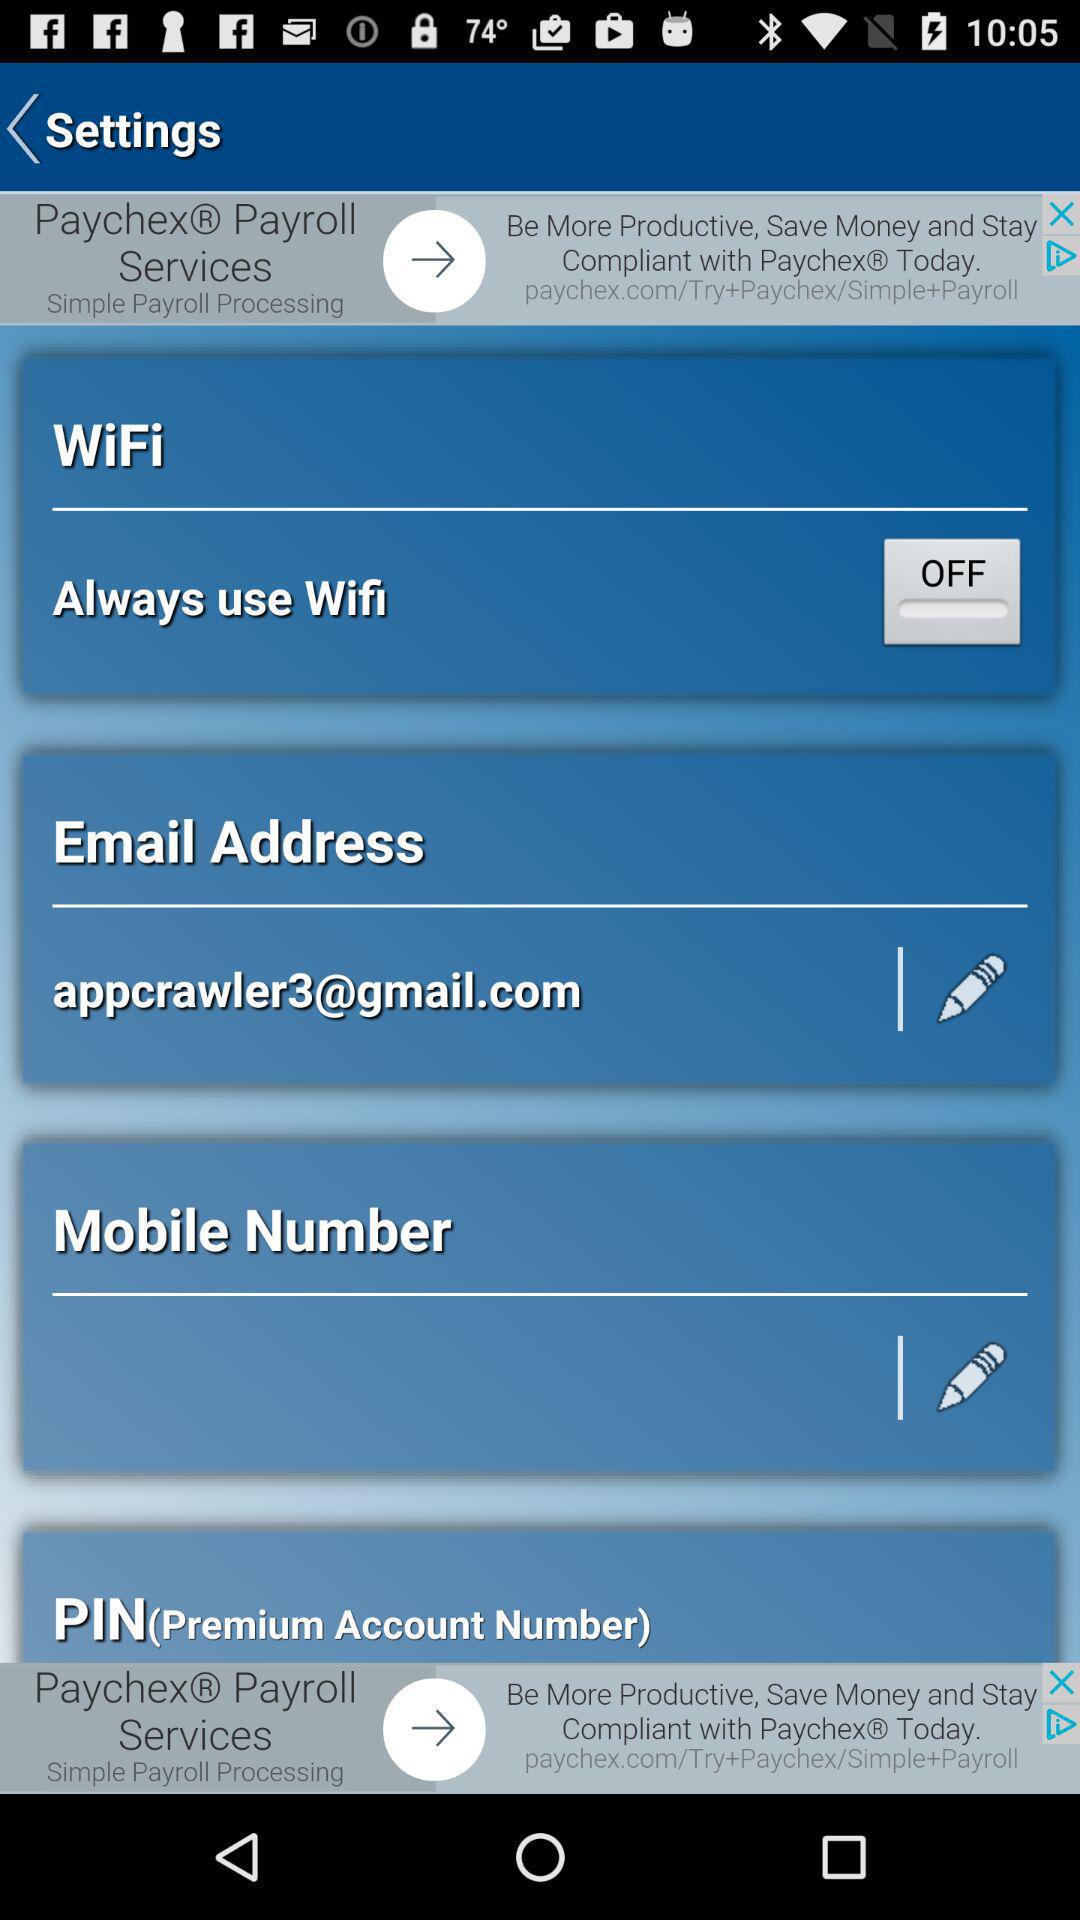 74° 10:05
Settings
Paychex® Payroll
Services
Simple Payroll Processing
Be More Productive, Save Money and Stay
Compliant with Paychex® Today.
paychex.com/Try+Paychex/Simple+Payroll
WiFi
Always use Wifi
OFF
Email Address
appcrawler3@gmail.com
Mobile Number
PIN(Premium Account Number)
Paychex® Payroll
Services
Simple Payroll Processing
Be More Productive, Save Money and Stay
Compliant with Paychex® Today.
paychex.com/Try+Paychex/Simple+Payroll